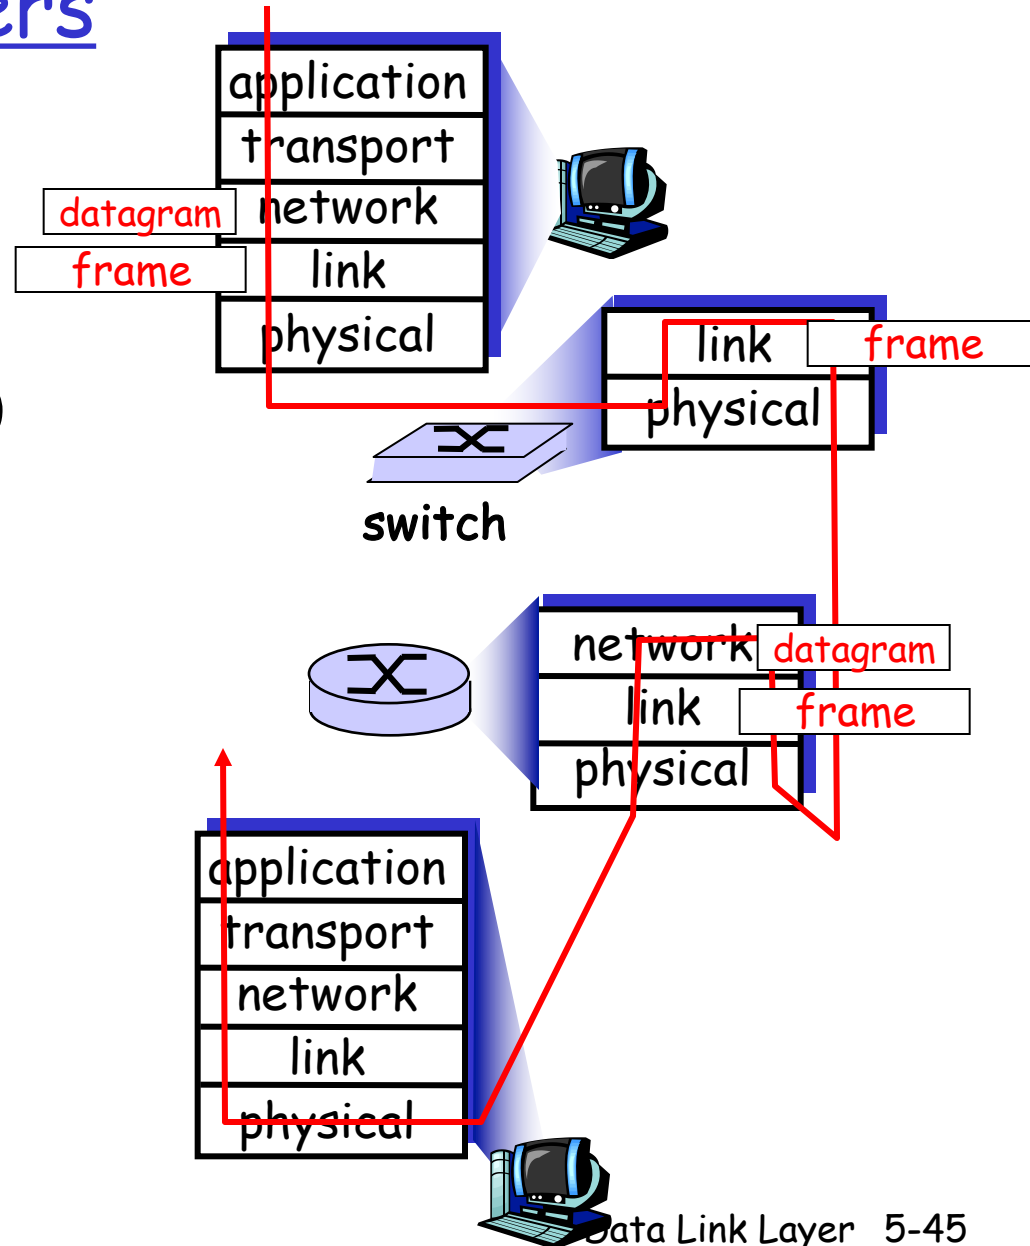 ers
application
transport
datagram network
frame link
physical
link frame
physical
)
switch
network datagram
link frame
physical
application
transport
network
link
physical
Data Link Layer 5-45